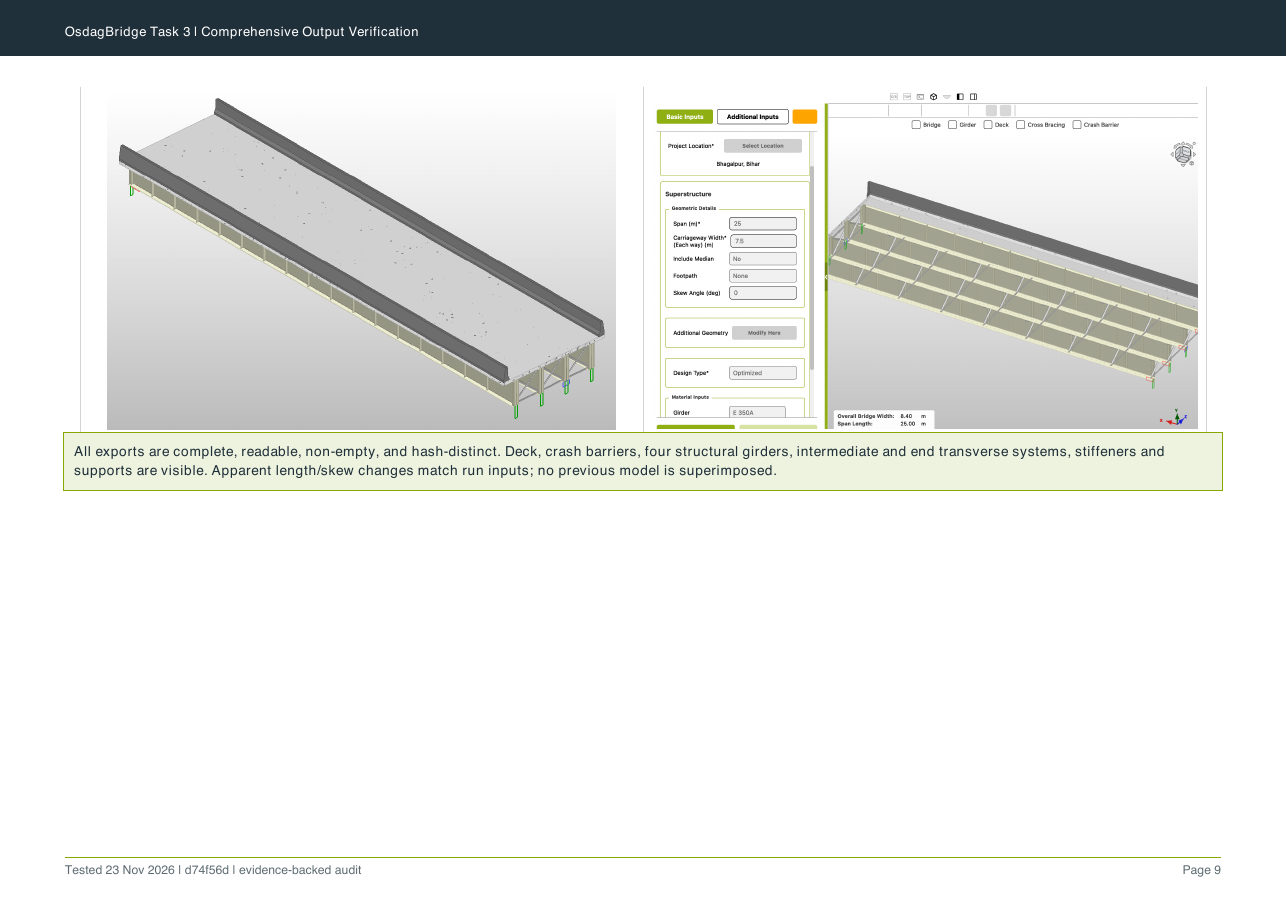 OsdagBridge Task 3 | Comprehensive Output Verification
Basic Inputs
Additional Inputs
Project Location*
Select Location
Bhagalpur, Bihar
Superstructure
Geometric Details
Span (m)*
25
Carriageway Width*
(Each way) (m)
7.5
Include Median
No
Footpath
None
Skew Angle (deg)
0
Additional Geometry
Modify Here
Design Type*
Optimized
Material Inputs
Girder
E 350A
Bridge
Girder
Deck
Cross Bracing
Crash Barrier
Overall Bridge Width: 8.40 m
Span Length: 25.00 m
All exports are complete, readable, non-empty, and hash-distinct. Deck, crash barriers, four structural girders, intermediate and end transverse systems, stiffeners and
supports are visible. Apparent length/skew changes match run inputs; no previous model is superimposed.
Tested 23 Nov 2026 | d74f56d | evidence-backed audit
Page 9